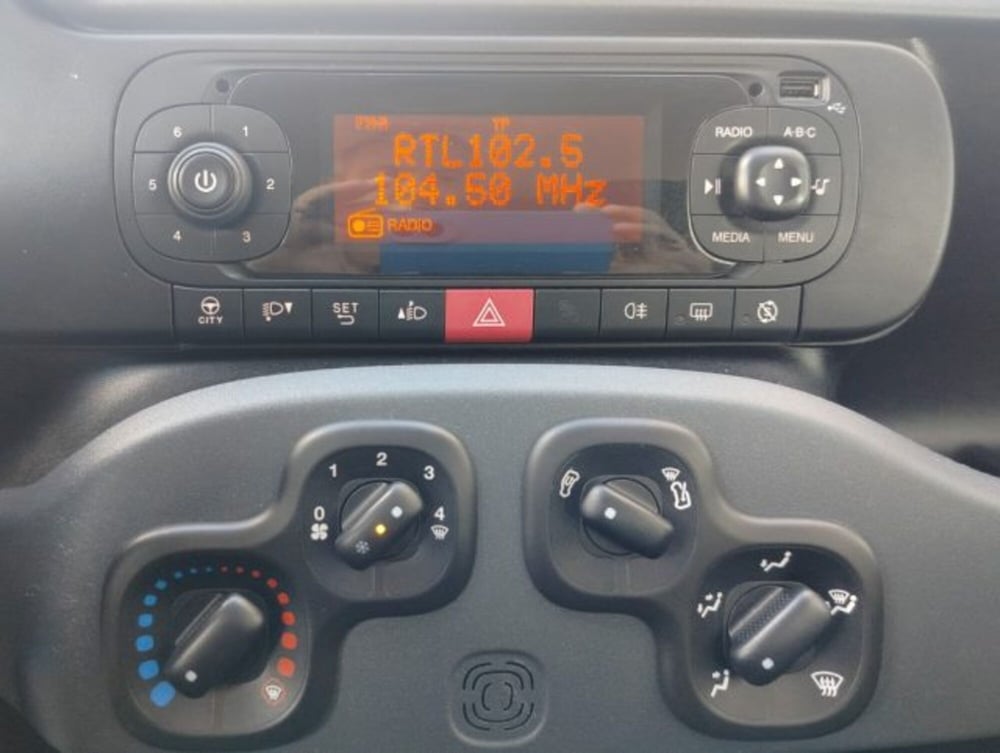 6 1
5 2
4 3
RTL102.5
104.50 MHz
RADIO
RADIO A·B·C
MEDIA MENU
CITY
SET
0 1 2 3 4